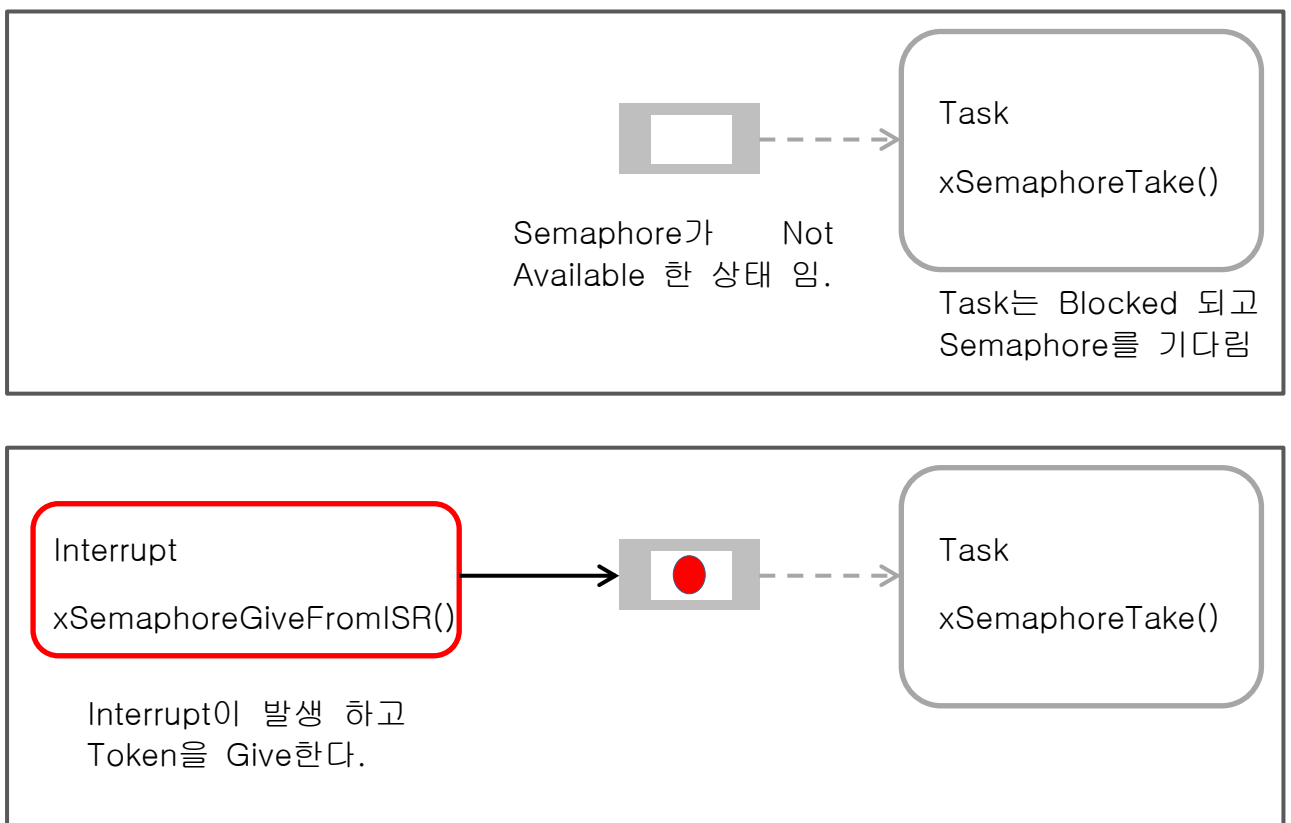 Task
xSemaphoreTake()
Semaphore가 Not
Available 한 상태 임.
Task는 Blocked 되고
Semaphore를 기다림
Interrupt
xSemaphoreGiveFromISR()
Task
xSemaphoreTake()
Interrupt이 발생 하고
Token을 Give한다.